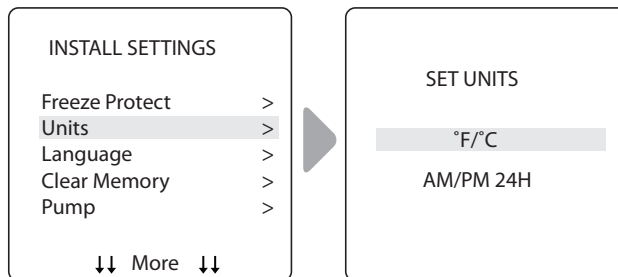 INSTALL SETTINGS
Freeze Protect >
Units >
Language >
Clear Memory >
Pump >
↓↓ More ↓↓
SET UNITS
˚F/˚C
AM/PM 24H